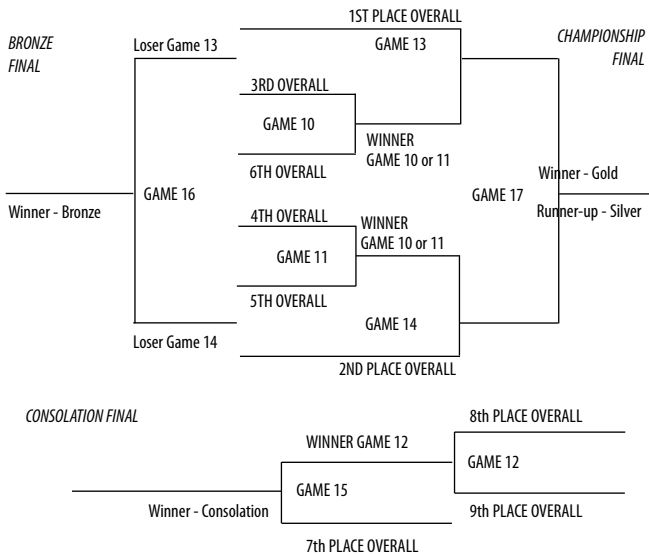 1ST PLACE OVERALL
BRONZE
FINAL
Loser Game 13
GAME 13
CHAMPIONSHIP
FINAL
3RD OVERALL
GAME 10
WINNER
GAME 10 or 11
6TH OVERALL
GAME 16
GAME 17
Winner - Gold
Winner - Bronze
4TH OVERALL
WINNER
GAME 10 or 11
Runner-up - Silver
GAME 11
5TH OVERALL
GAME 14
Loser Game 14
2ND PLACE OVERALL
CONSOLATION FINAL
8th PLACE OVERALL
WINNER GAME 12
GAME 12
GAME 15
Winner - Consolation
9th PLACE OVERALL
7th PLACE OVERALL